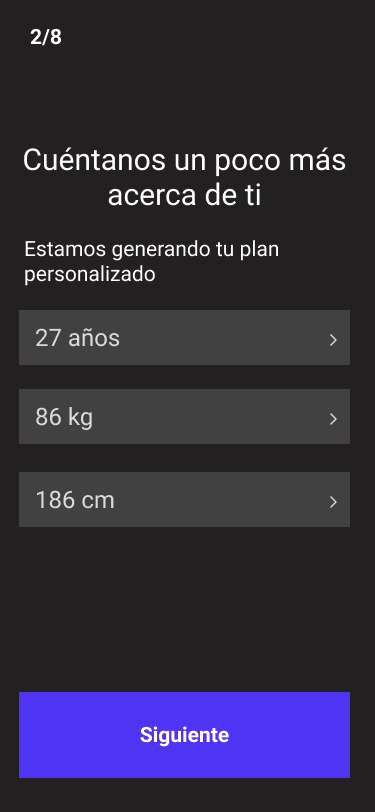 2/8
Cuéntanos un poco más
acerca de ti
Estamos generando tu plan
personalizado
27 años
86 kg
186 cm
Siguiente